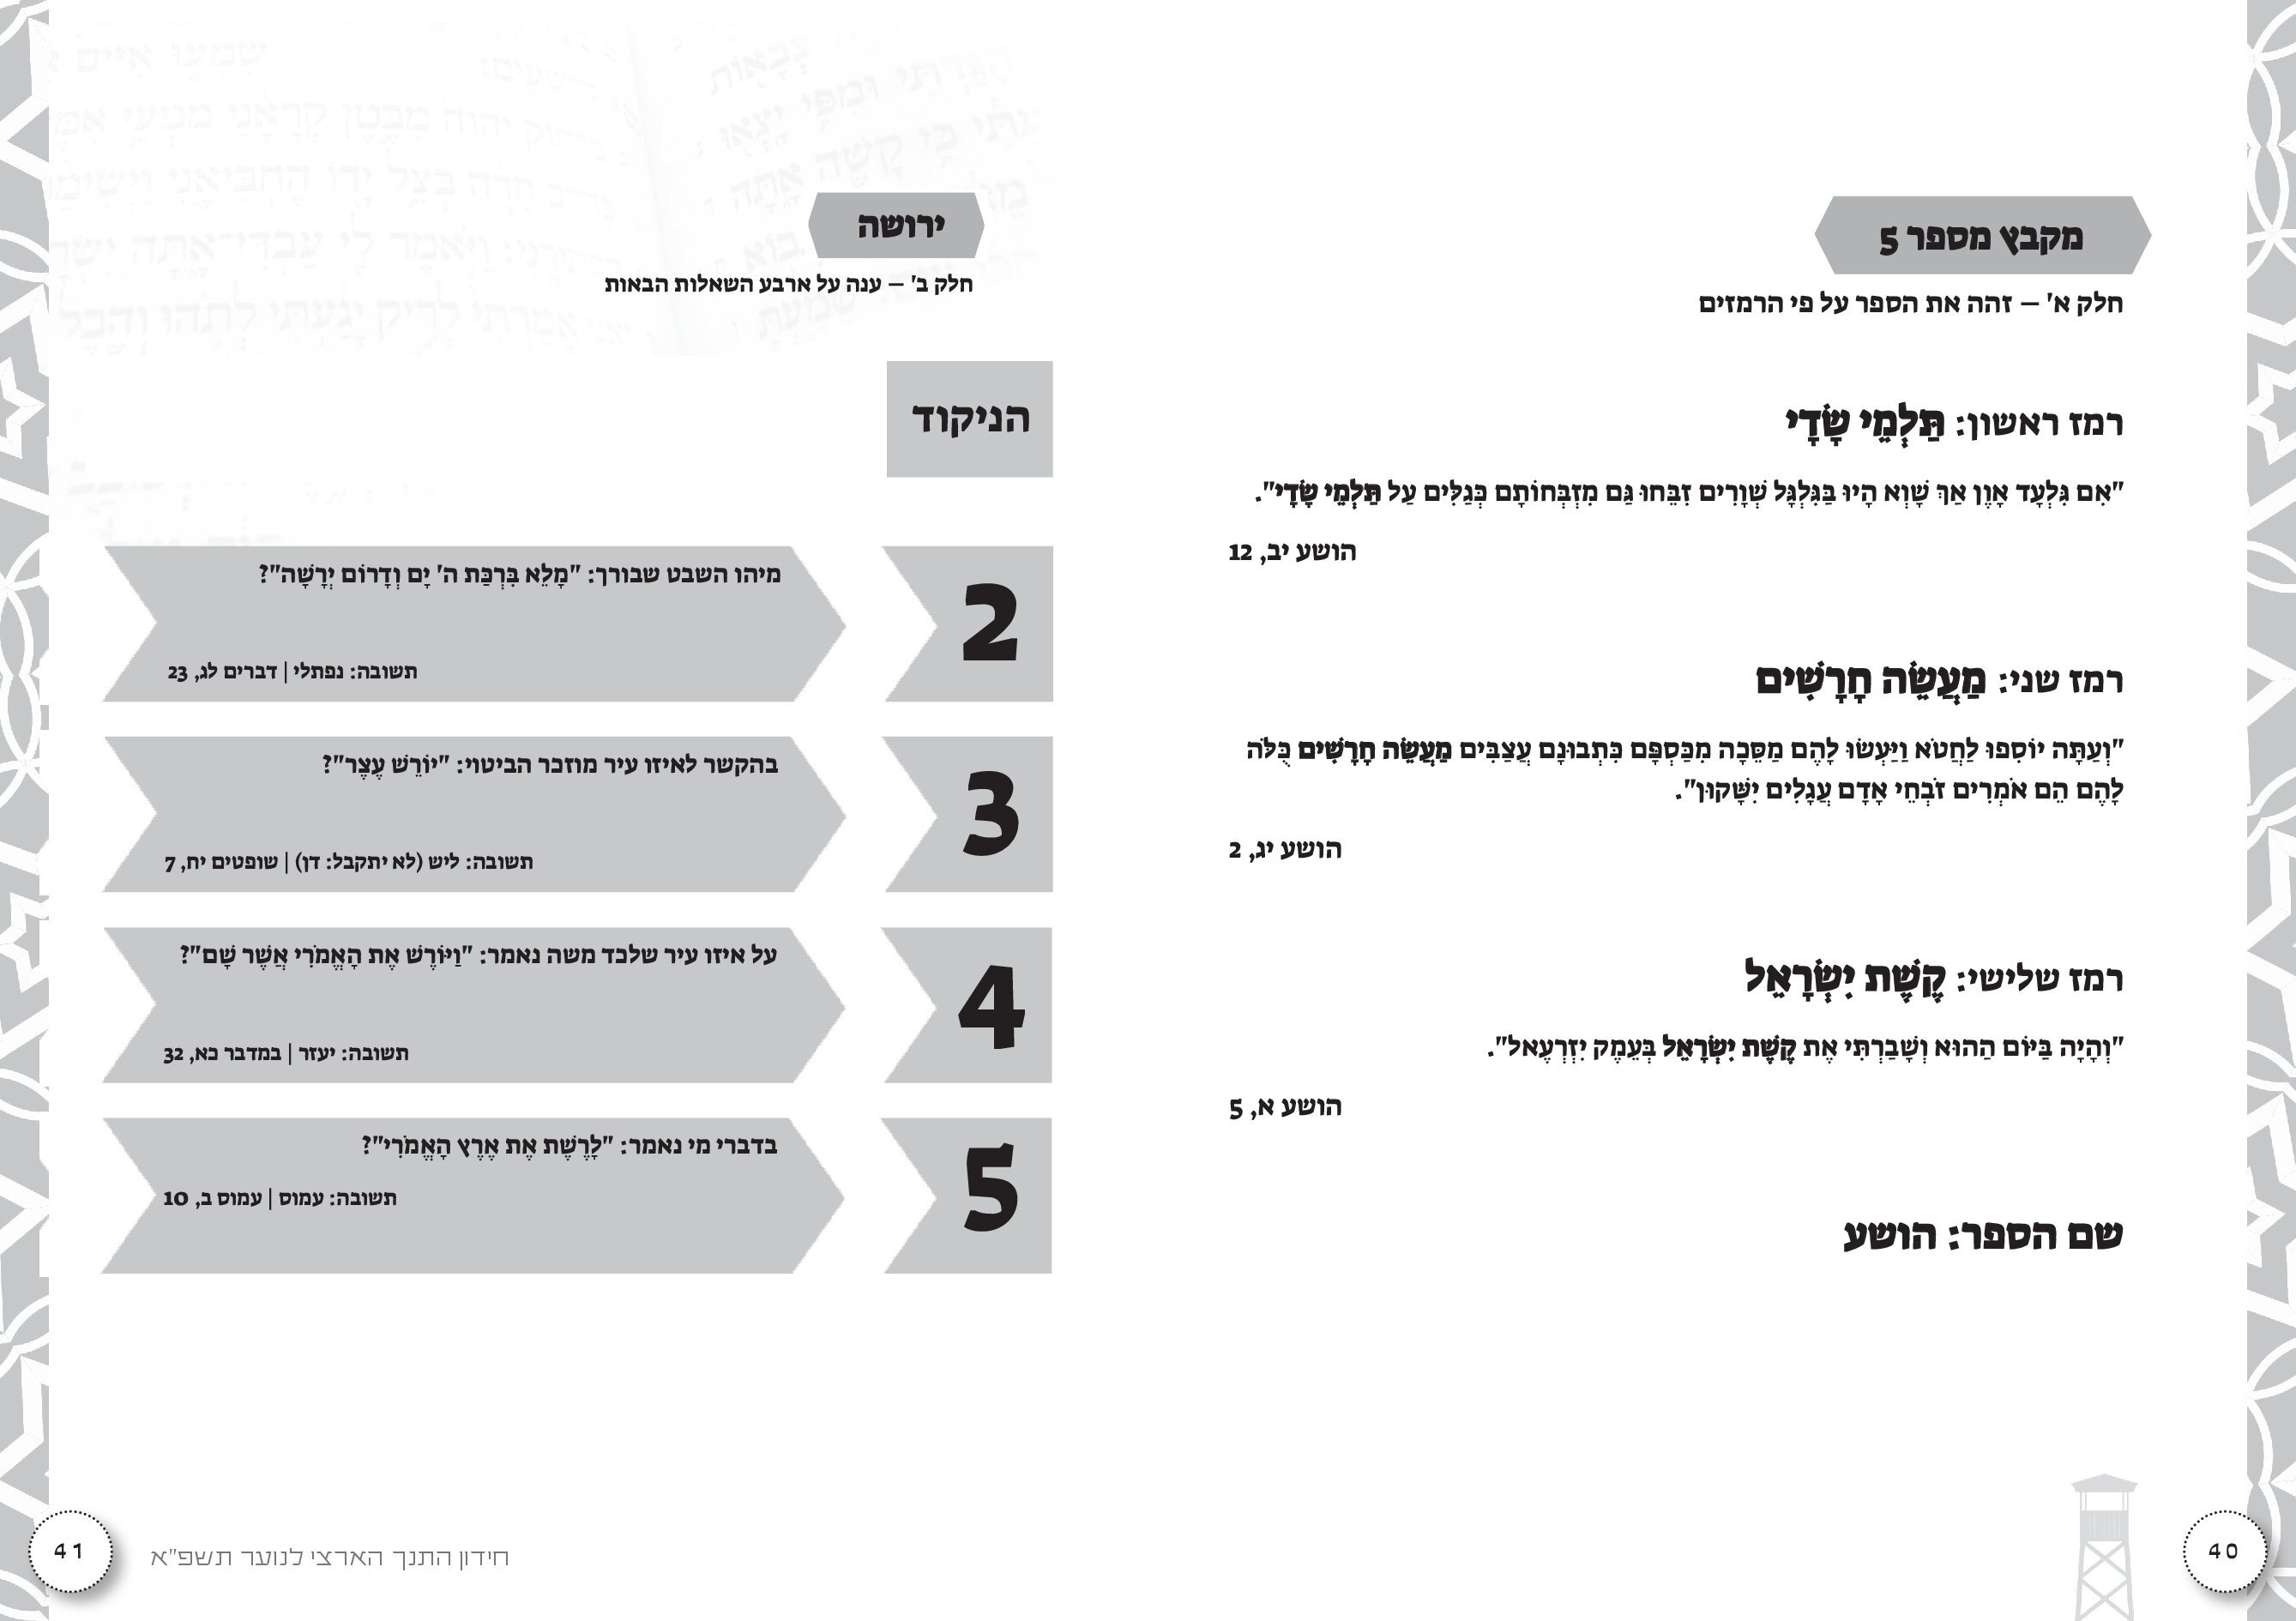 מקבץ מספר 5
חלק א' – זהה את הספר על פי הרמזים
רמז ראשון: תַּלְמֵי שָׂדָי
"אִם גִּלְעָד אָוֶן אַךְ שָׁוְא הָיוּ בַּגִּלְגָּל שְׁוָרִים זִבֵּחוּ גַּם מִזְבְּחוֹתָם כְּגַלִּים עַל תַּלְמֵי שָׂדָי".
הושע יב, 12
רמז שני: מַעֲשֵׂה חָרָשִׁים
"וְעַתָּה יוֹסִפוּ לַחֲטֹא וַיַּעְשׂוּ לָהֶם מַסֵּכָה מִכַּסְפָּם כִּתְבוּנָם עֲצַבִּים מַעֲשֵׂה חָרָשִׁים כֻּלֹּה
לָהֶם הֵם אֹמְרִים זֹבְחֵי אָדָם עֲגָלִים יִשָּׁקוּן".
הושע יג, 2
רמז שלישי: קֶשֶׁת יִשְׂרָאֵל
"וְהָיָה בַּיּוֹם הַהוּא וְשָׁבַרְתִּי אֶת קֶשֶׁת יִשְׂרָאֵל בְּעֵמֶק יִזְרְעֶאל".
הושע א, 5
שם הספר: הושע
40
ירושה
חלק ב' – ענה על ארבע השאלות הבאות
הניקוד
2
מיהו השבט שבורך: "מָלֵא בִּרְכַּת ה' יָם וְדָרוֹם יְרָשָׁה"?
תשובה: נפתלי | דברים לג, 23
3
בהקשר לאיזו עיר מוזכר הביטוי: "יוֹרֵשׁ עֶצֶר"?
תשובה: ליש (לא יתקבל: דן) | שופטים יח, 7
4
על איזו עיר שלכד משה נאמר: "וַיּוֹרֶשׁ אֶת הָאֱמֹרִי אֲשֶׁר שָׁם"?
תשובה: יעזר | במדבר כא, 32
5
בדברי מי נאמר: "לָרֶשֶׁת אֶת אֶרֶץ הָאֱמֹרִי"?
תשובה: עמוס | עמוס ב, 10
חידון התנך הארצי לנוער תשפ"א
41